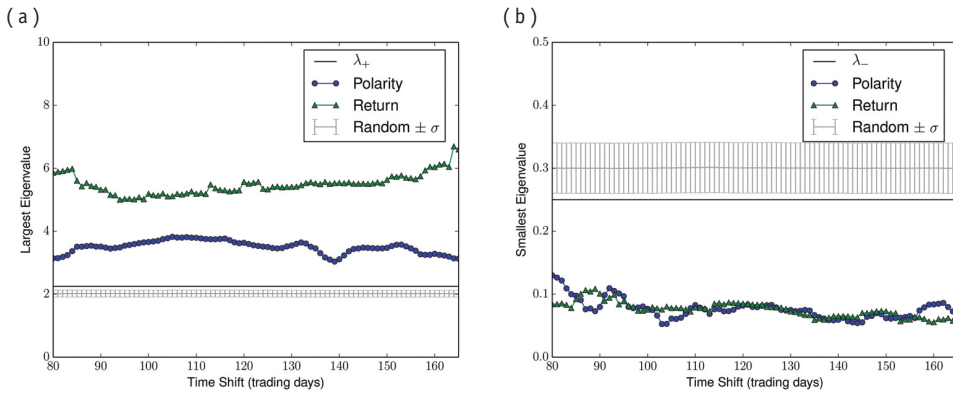 (a)
10
8
6
4
2
0
80 90 100 110 120 130 140 150 160
Largest Eigenvalue
Time Shift (trading days)
λ₊
Polarity
Return
Random ± σ
(b)
0.5
0.4
0.3
0.2
0.1
0.0
80 90 100 110 120 130 140 150 160
Smallest Eigenvalue
Time Shift (trading days)
λ₋
Polarity
Return
Random ± σ